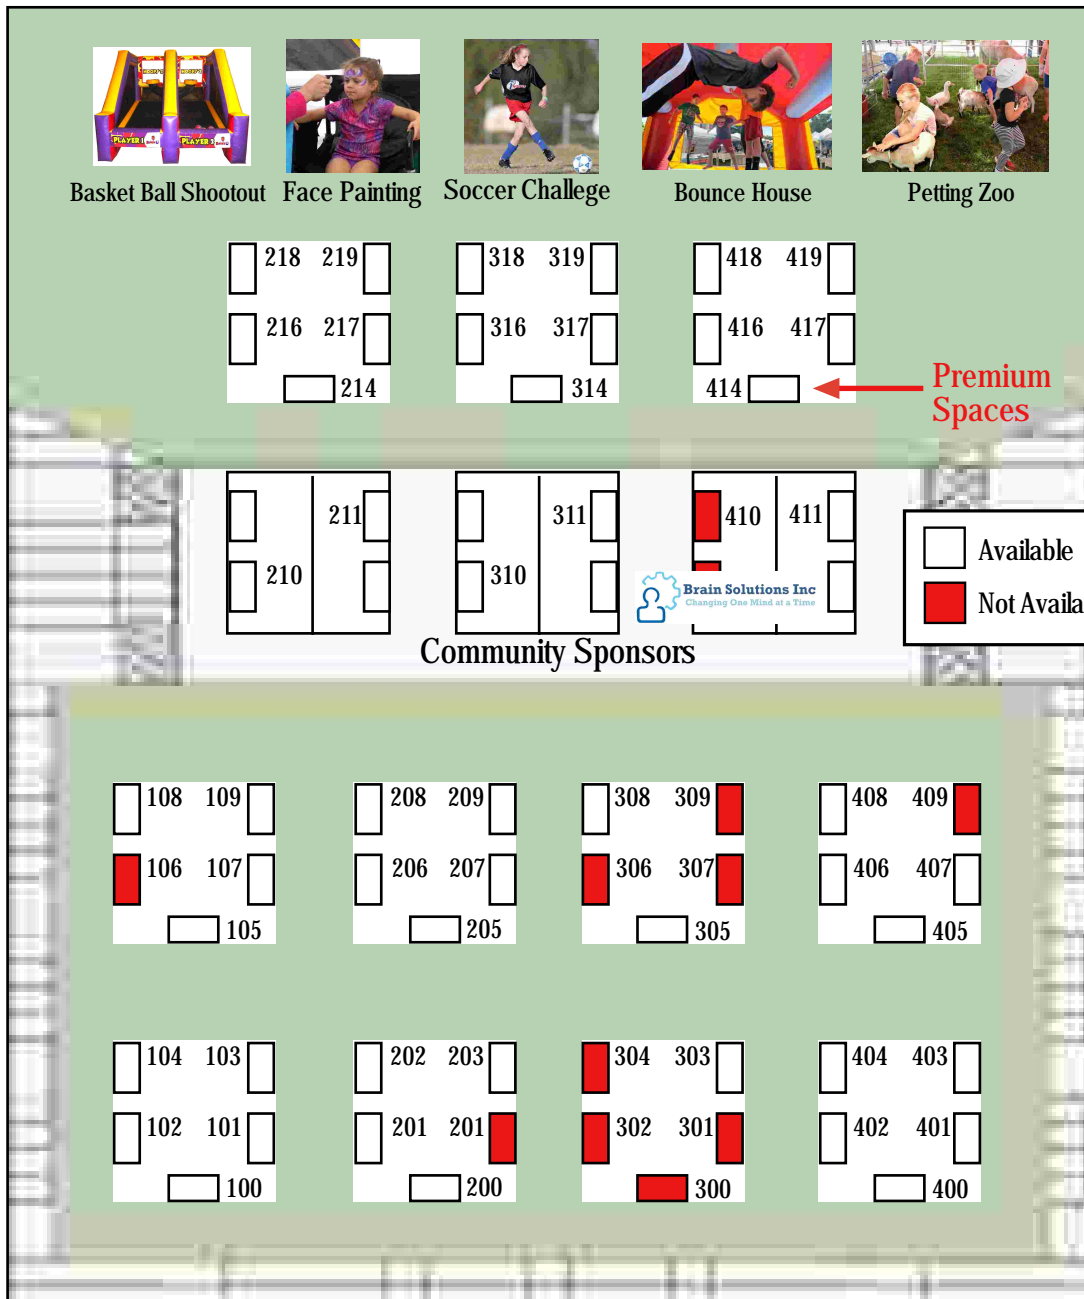 PLAYER 1 PLAYER 2
Basket Ball Shootout Face Painting Soccer Challege Bounce House Petting Zoo
218 219 318 319 418 419
216 217 316 317 416 417
214 314 414
Premium
Spaces
211 311 410 411
210 310
Available
Not Availa
Brain Solutions Inc
Changing One Mind at a Time
Community Sponsors
108 109 208 209 308 309 408 409
106 107 206 207 306 307 406 407
105 205 305 405
104 103 202 203 304 303 404 403
102 101 201 201 302 301 402 401
100 200 300 400